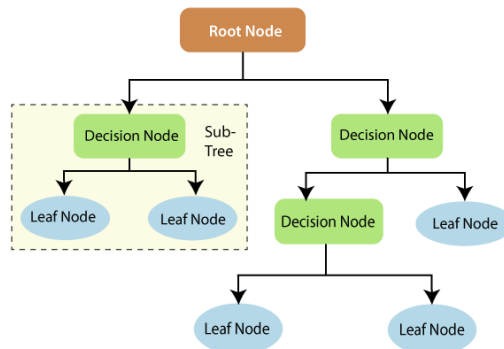 Root Node
Decision Node
Sub-
Tree
Decision Node
Leaf Node
Leaf Node
Decision Node
Leaf Node
Leaf Node
Leaf Node